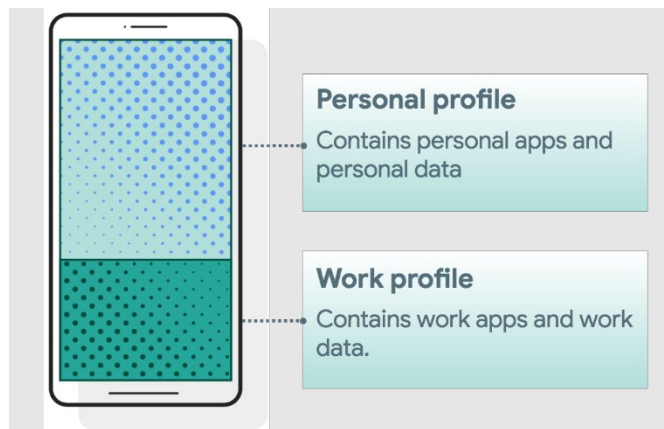 Personal profile
Contains personal apps and
personal data
Work profile
Contains work apps and work
data.